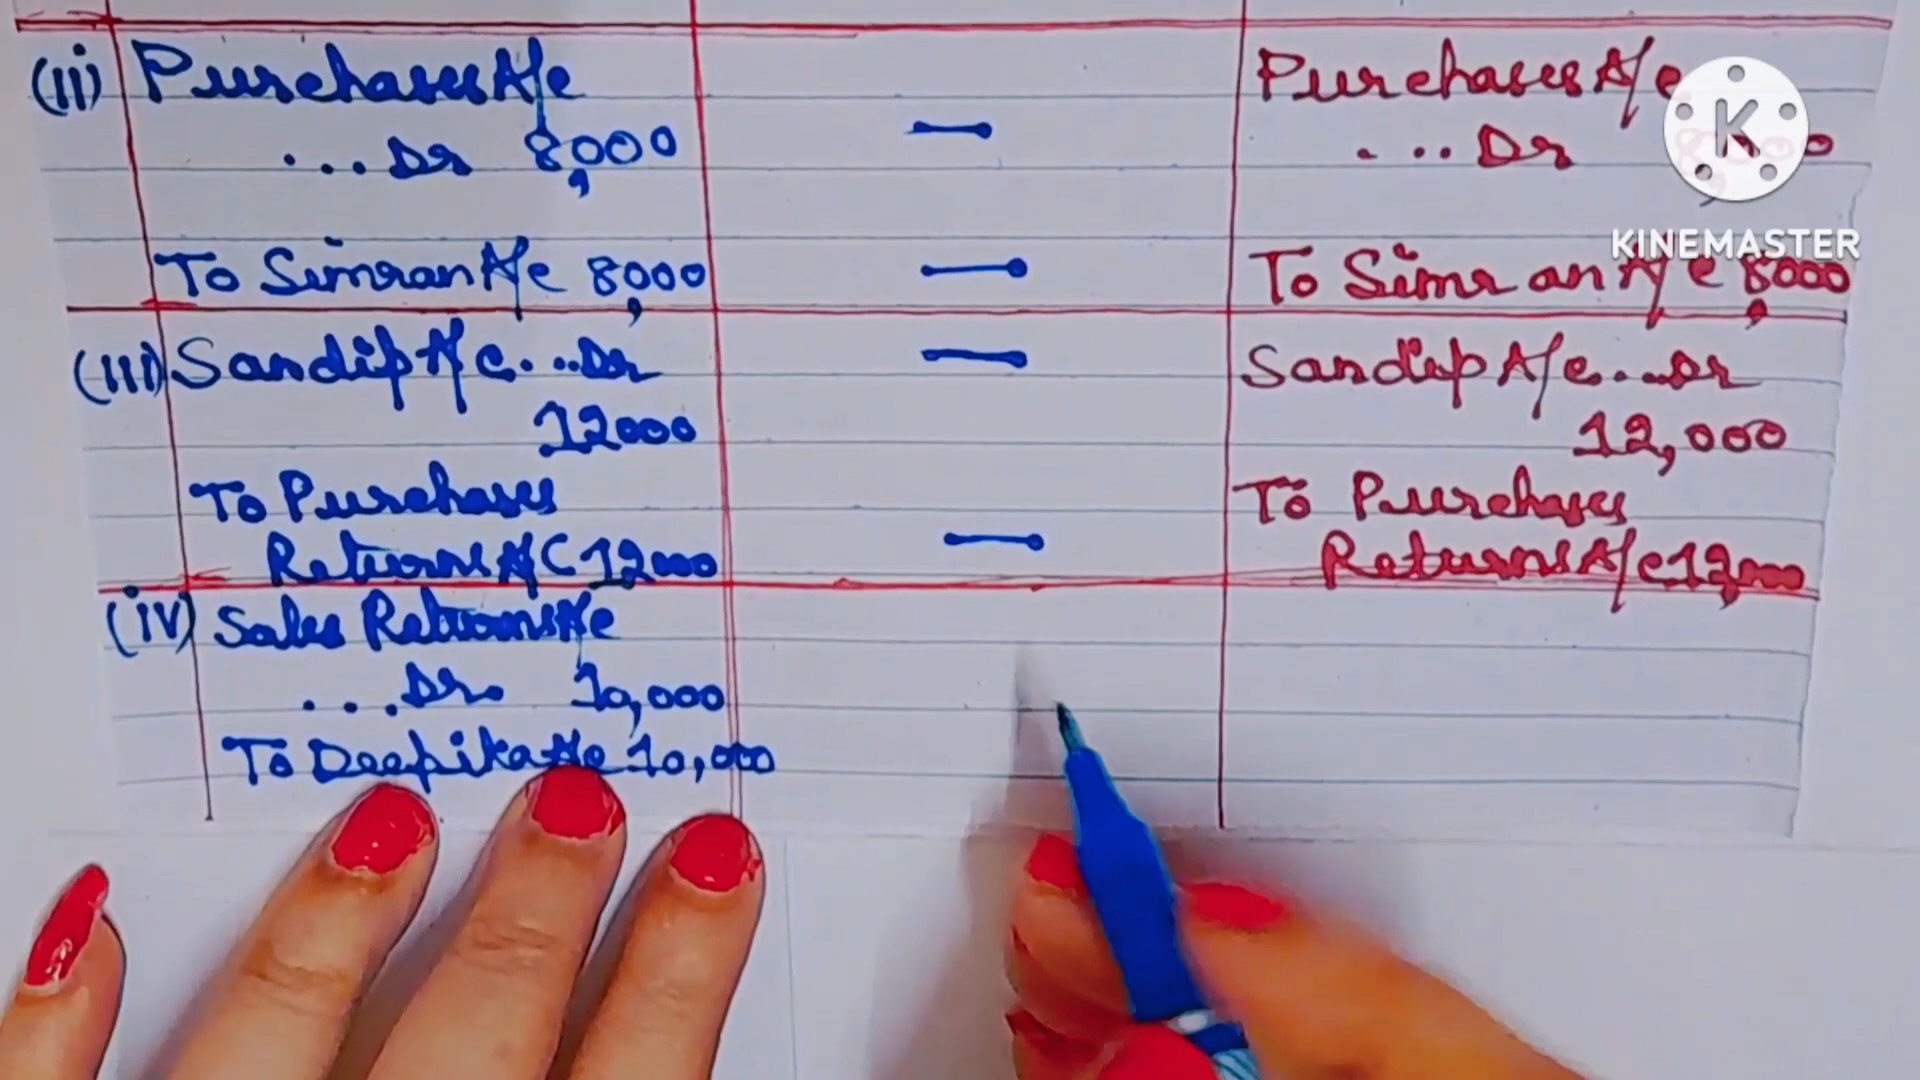 (ii) Purchases A/c
... Dr 8,000
To Simran A/c 8,000
(iii) Sandip A/c...Dr
12000
To Purchases
Returns A/C 12000
(iv) Sales Returns A/c
... Dr. 10,000
To Deepika A/c 10,000
Purchases A/c
... Dr 8,000
To Simran A/c 8,000
Sandip A/c...Dr
12,000
To Purchases
Returns A/c 12,000
K
KINEMASTER